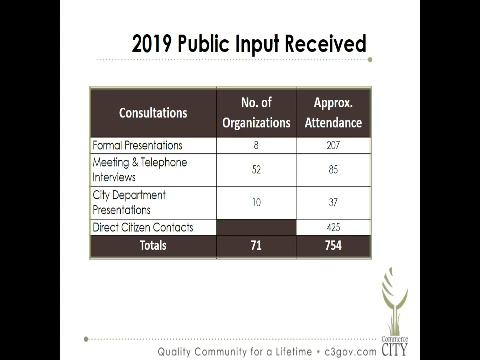 2019 Public Input Received
Consultations No. of Organizations Approx. Attendance
Formal Presentations 8 207
Meeting & Telephone Interviews 52 85
City Department Presentations 10 37
Direct Citizen Contacts 425
Totals 71 754
Commerce
CITY
Quality Community for a Lifetime • c3gov.com